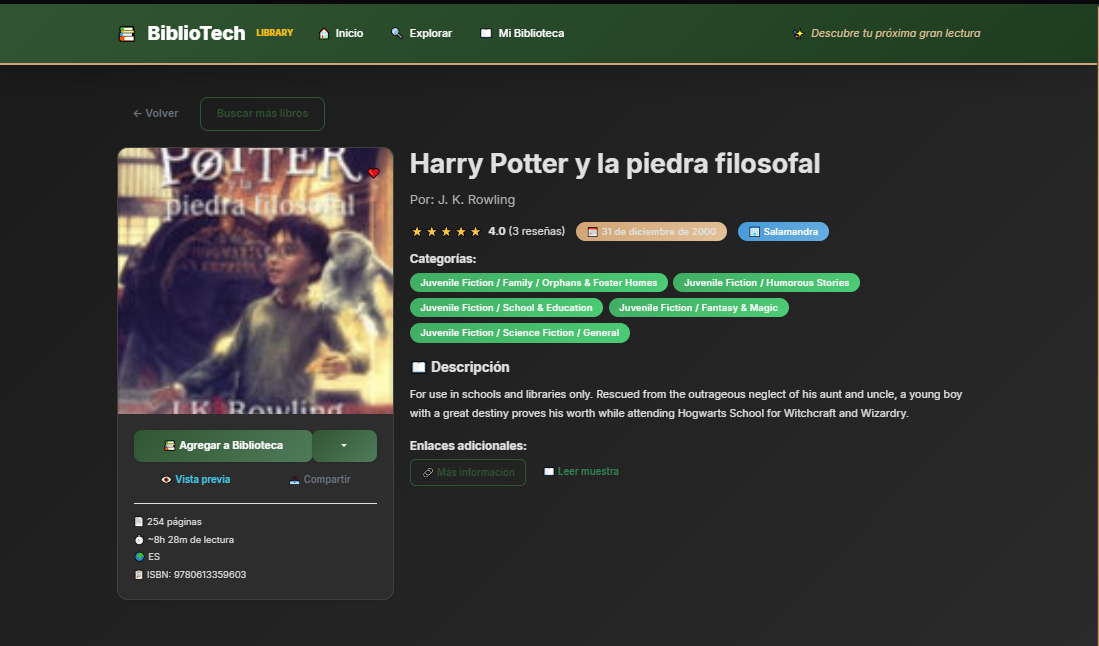 BiblioTech LIBRARY Inicio Explorar Mi Biblioteca Descubre tu próxima gran lectura
← Volver Buscar más libros
POTTER
y la
piedra filosofal
J.K. Rowling
Agregar a Biblioteca
Vista previa Compartir
254 páginas
~8h 28m de lectura
ES
ISBN: 9780613359603
Harry Potter y la piedra filosofal
Por: J. K. Rowling
4.0 (3 reseñas) 31 de diciembre de 2000 Salamandra
Categorías:
Juvenile Fiction / Family / Orphans & Foster Homes Juvenile Fiction / Humorous Stories
Juvenile Fiction / School & Education Juvenile Fiction / Fantasy & Magic
Juvenile Fiction / Science Fiction / General
Descripción
For use in schools and libraries only. Rescued from the outrageous neglect of his aunt and uncle, a young boy
with a great destiny proves his worth while attending Hogwarts School for Witchcraft and Wizardry.
Enlaces adicionales:
Más información Leer muestra